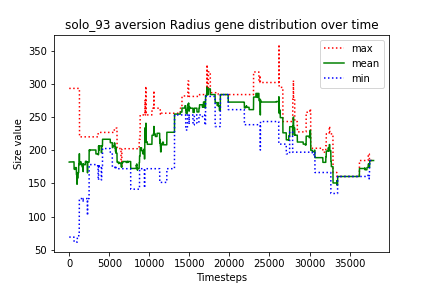 solo_93 aversion Radius gene distribution over time
max
mean
min
Size value
350
300
250
200
150
100
50
0
5000
10000
15000
20000
25000
30000
35000
Timesteps